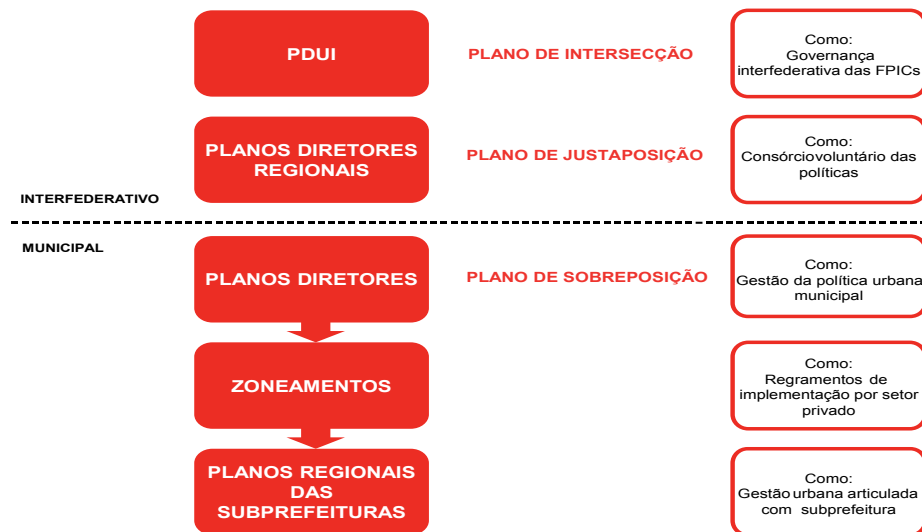 PDUI
PLANO DE INTERSECÇÃO
Como:
Governança
interfederativa das FPICs
PLANOS DIRETORES
REGIONAIS
PLANO DE JUSTAPOSIÇÃO
Como:
Consórciovoluntário das
políticas
INTERFEDERATIVO
MUNICIPAL
PLANOS DIRETORES
PLANO DE SOBREPOSIÇÃO
Como:
Gestão da política urbana
municipal
ZONEAMENTOS
Como:
Regramentos de
implementação por setor
privado
PLANOS REGIONAIS
DAS
SUBPREFEITURAS
Como:
Gestão urbana articulada
com subprefeitura